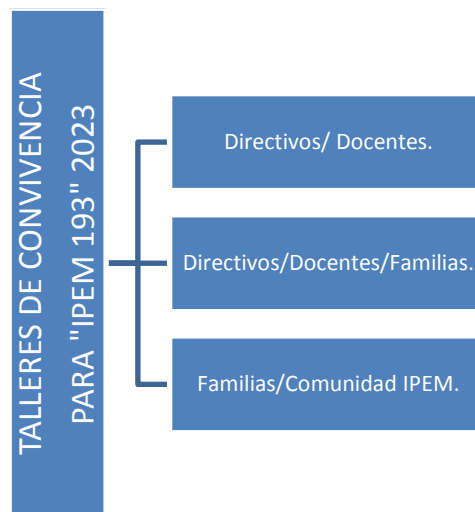 TALLERES DE CONVIVENCIA
PARA "IPEM 193" 2023
Directivos/ Docentes.
Directivos/Docentes/Familias.
Familias/Comunidad IPEM.